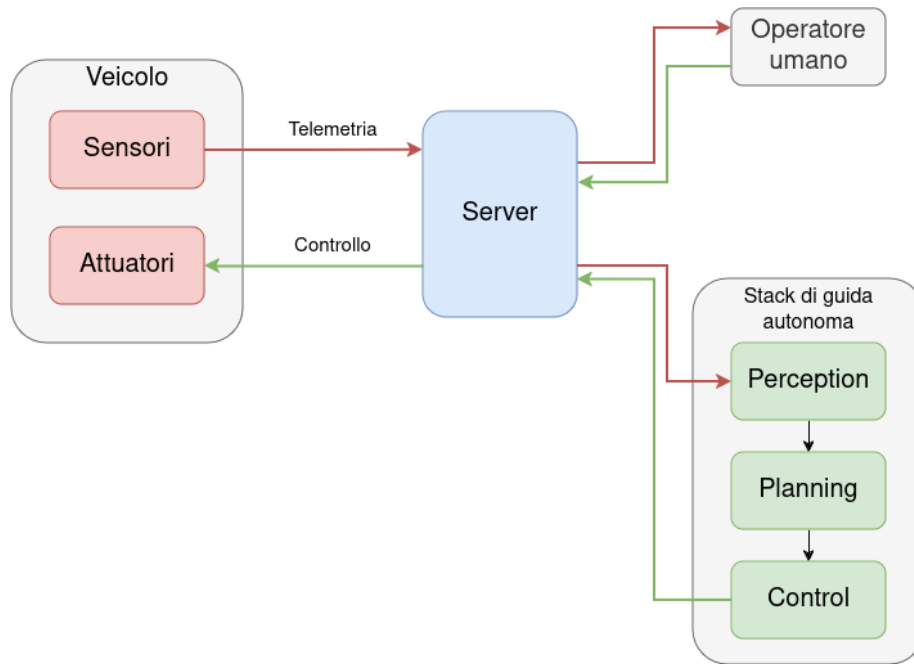 Veicolo
Sensori
Attuatori
Telemetria
Controllo
Server
Operatore
umano
Stack di guida
autonoma
Perception
Planning
Control